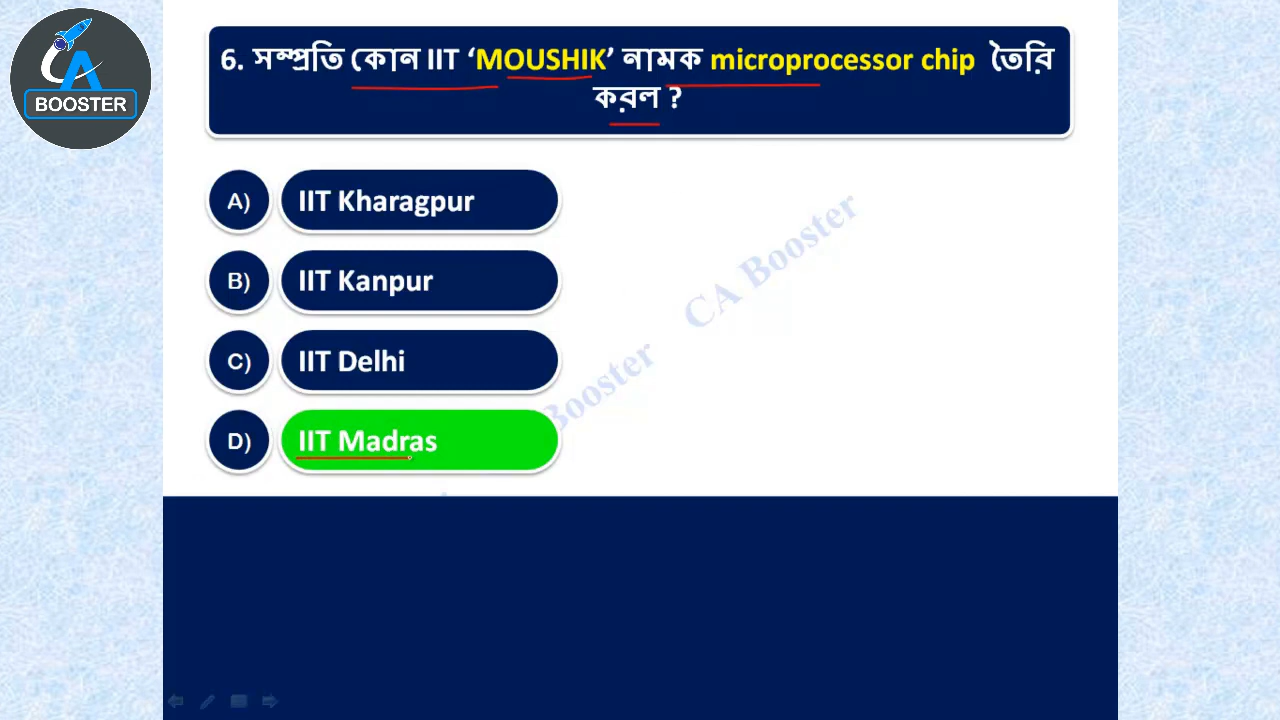 A
BOOSTER
6. সম্প্রতি কোন IIT ‘MOUSHIK’ নামক microprocessor chip তৈরি
করল ?
A) IIT Kharagpur
B) IIT Kanpur
C) IIT Delhi
D) IIT Madras
CA Booster
Booster